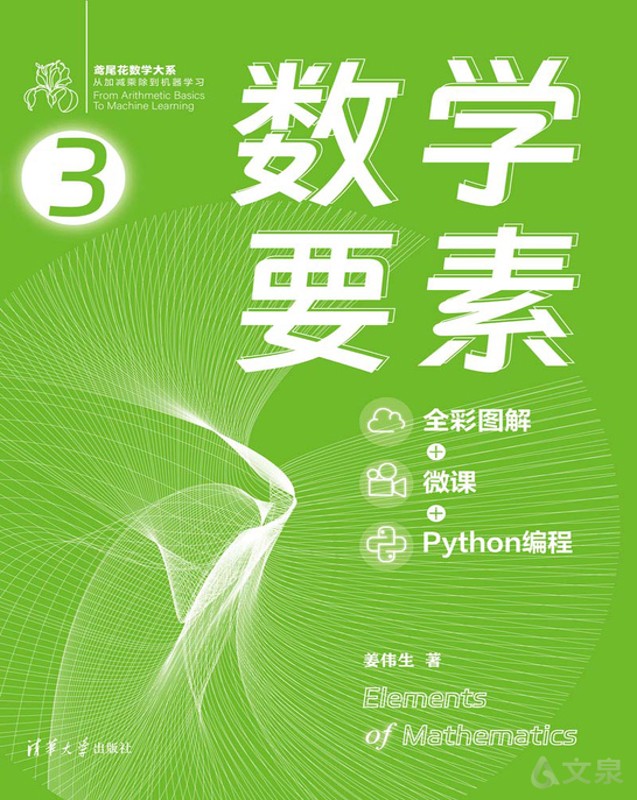 鸢尾花数学大系
从加减乘除到机器学习
From Arithmetic Basics
To Machine Learning
3
数学
要素
全彩图解
+
微课
+
Python编程
姜伟生 著
Elements
of Mathematics
清华大学出版社
文泉